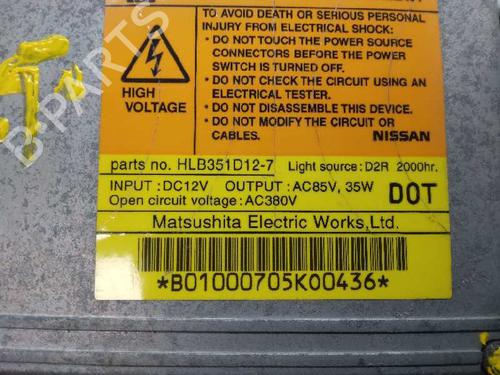 TO AVOID DEATH OR SERIOUS PERSONAL
INJURY FROM ELECTRICAL SHOCK:
• DO NOT TOUCH THE POWER SOURCE
CONNECTORS BEFORE THE POWER
SWITCH IS TURNED OFF.
• DO NOT CHECK THE CIRCUIT USING AN
ELECTRICAL TESTER.
• DO NOT DISASSEMBLE THIS DEVICE.
• DO NOT MODIFY THE CIRCUIT OR
CABLES.
NISSAN
HIGH
VOLTAGE
parts no. HLB351D12-7 Light source : D2R 2000hr.
INPUT : DC12V OUTPUT : AC85V, 35W
Open circuit voltage : AC380V
DOT
Matsushita Electric Works,Ltd.
*B01000705K00436*
B-PARTS